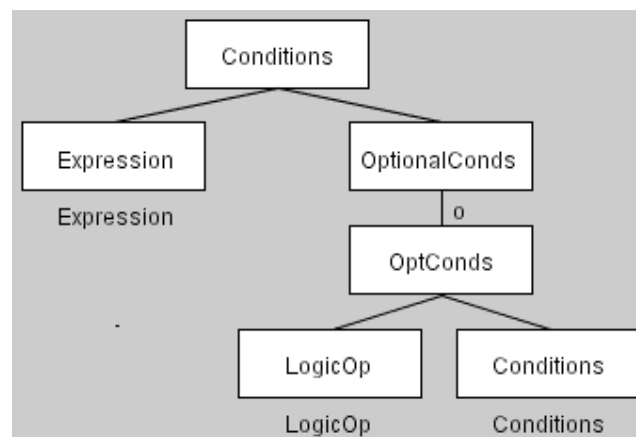 Conditions
Expression OptionalConds
Expression o
OptConds
LogicOp Conditions
LogicOp Conditions